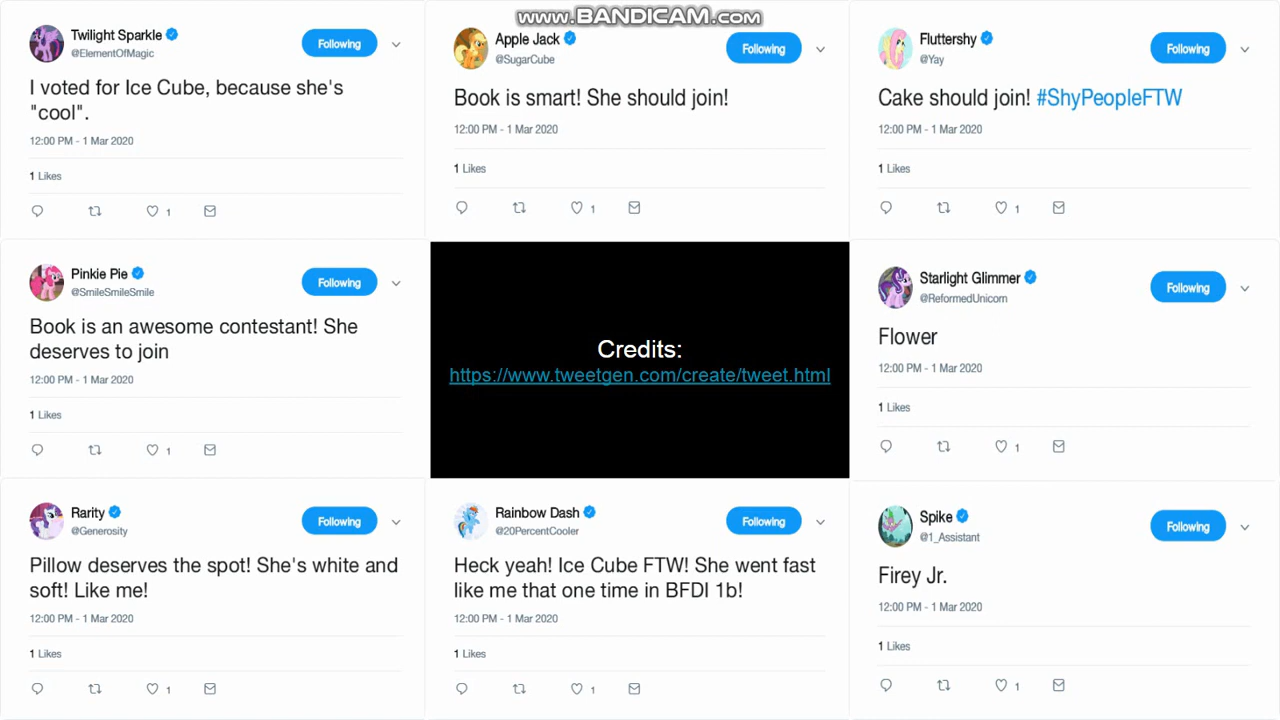 www.BANDICAM.com
Twilight Sparkle
@ElementOfMagic
Following
I voted for Ice Cube, because she's
"cool".
12:00 PM - 1 Mar 2020
1 Likes
1
Apple Jack
@SugarCube
Following
Book is smart! She should join!
12:00 PM - 1 Mar 2020
1 Likes
1
Fluttershy
@Yay
Following
Cake should join! #ShyPeopleFTW
12:00 PM - 1 Mar 2020
1 Likes
1
Pinkie Pie
@SmileSmileSmile
Following
Book is an awesome contestant! She
deserves to join
12:00 PM - 1 Mar 2020
1 Likes
1
Credits:
https://www.tweetgen.com/create/tweet.html
Starlight Glimmer
@ReformedUnicorn
Following
Flower
12:00 PM - 1 Mar 2020
1 Likes
1
Rarity
@Generosity
Following
Pillow deserves the spot! She's white and
soft! Like me!
12:00 PM - 1 Mar 2020
1 Likes
1
Rainbow Dash
@20PercentCooler
Following
Heck yeah! Ice Cube FTW! She went fast
like me that one time in BFDI 1b!
12:00 PM - 1 Mar 2020
1 Likes
1
Spike
@1_Assistant
Following
Firey Jr.
12:00 PM - 1 Mar 2020
1 Likes
1